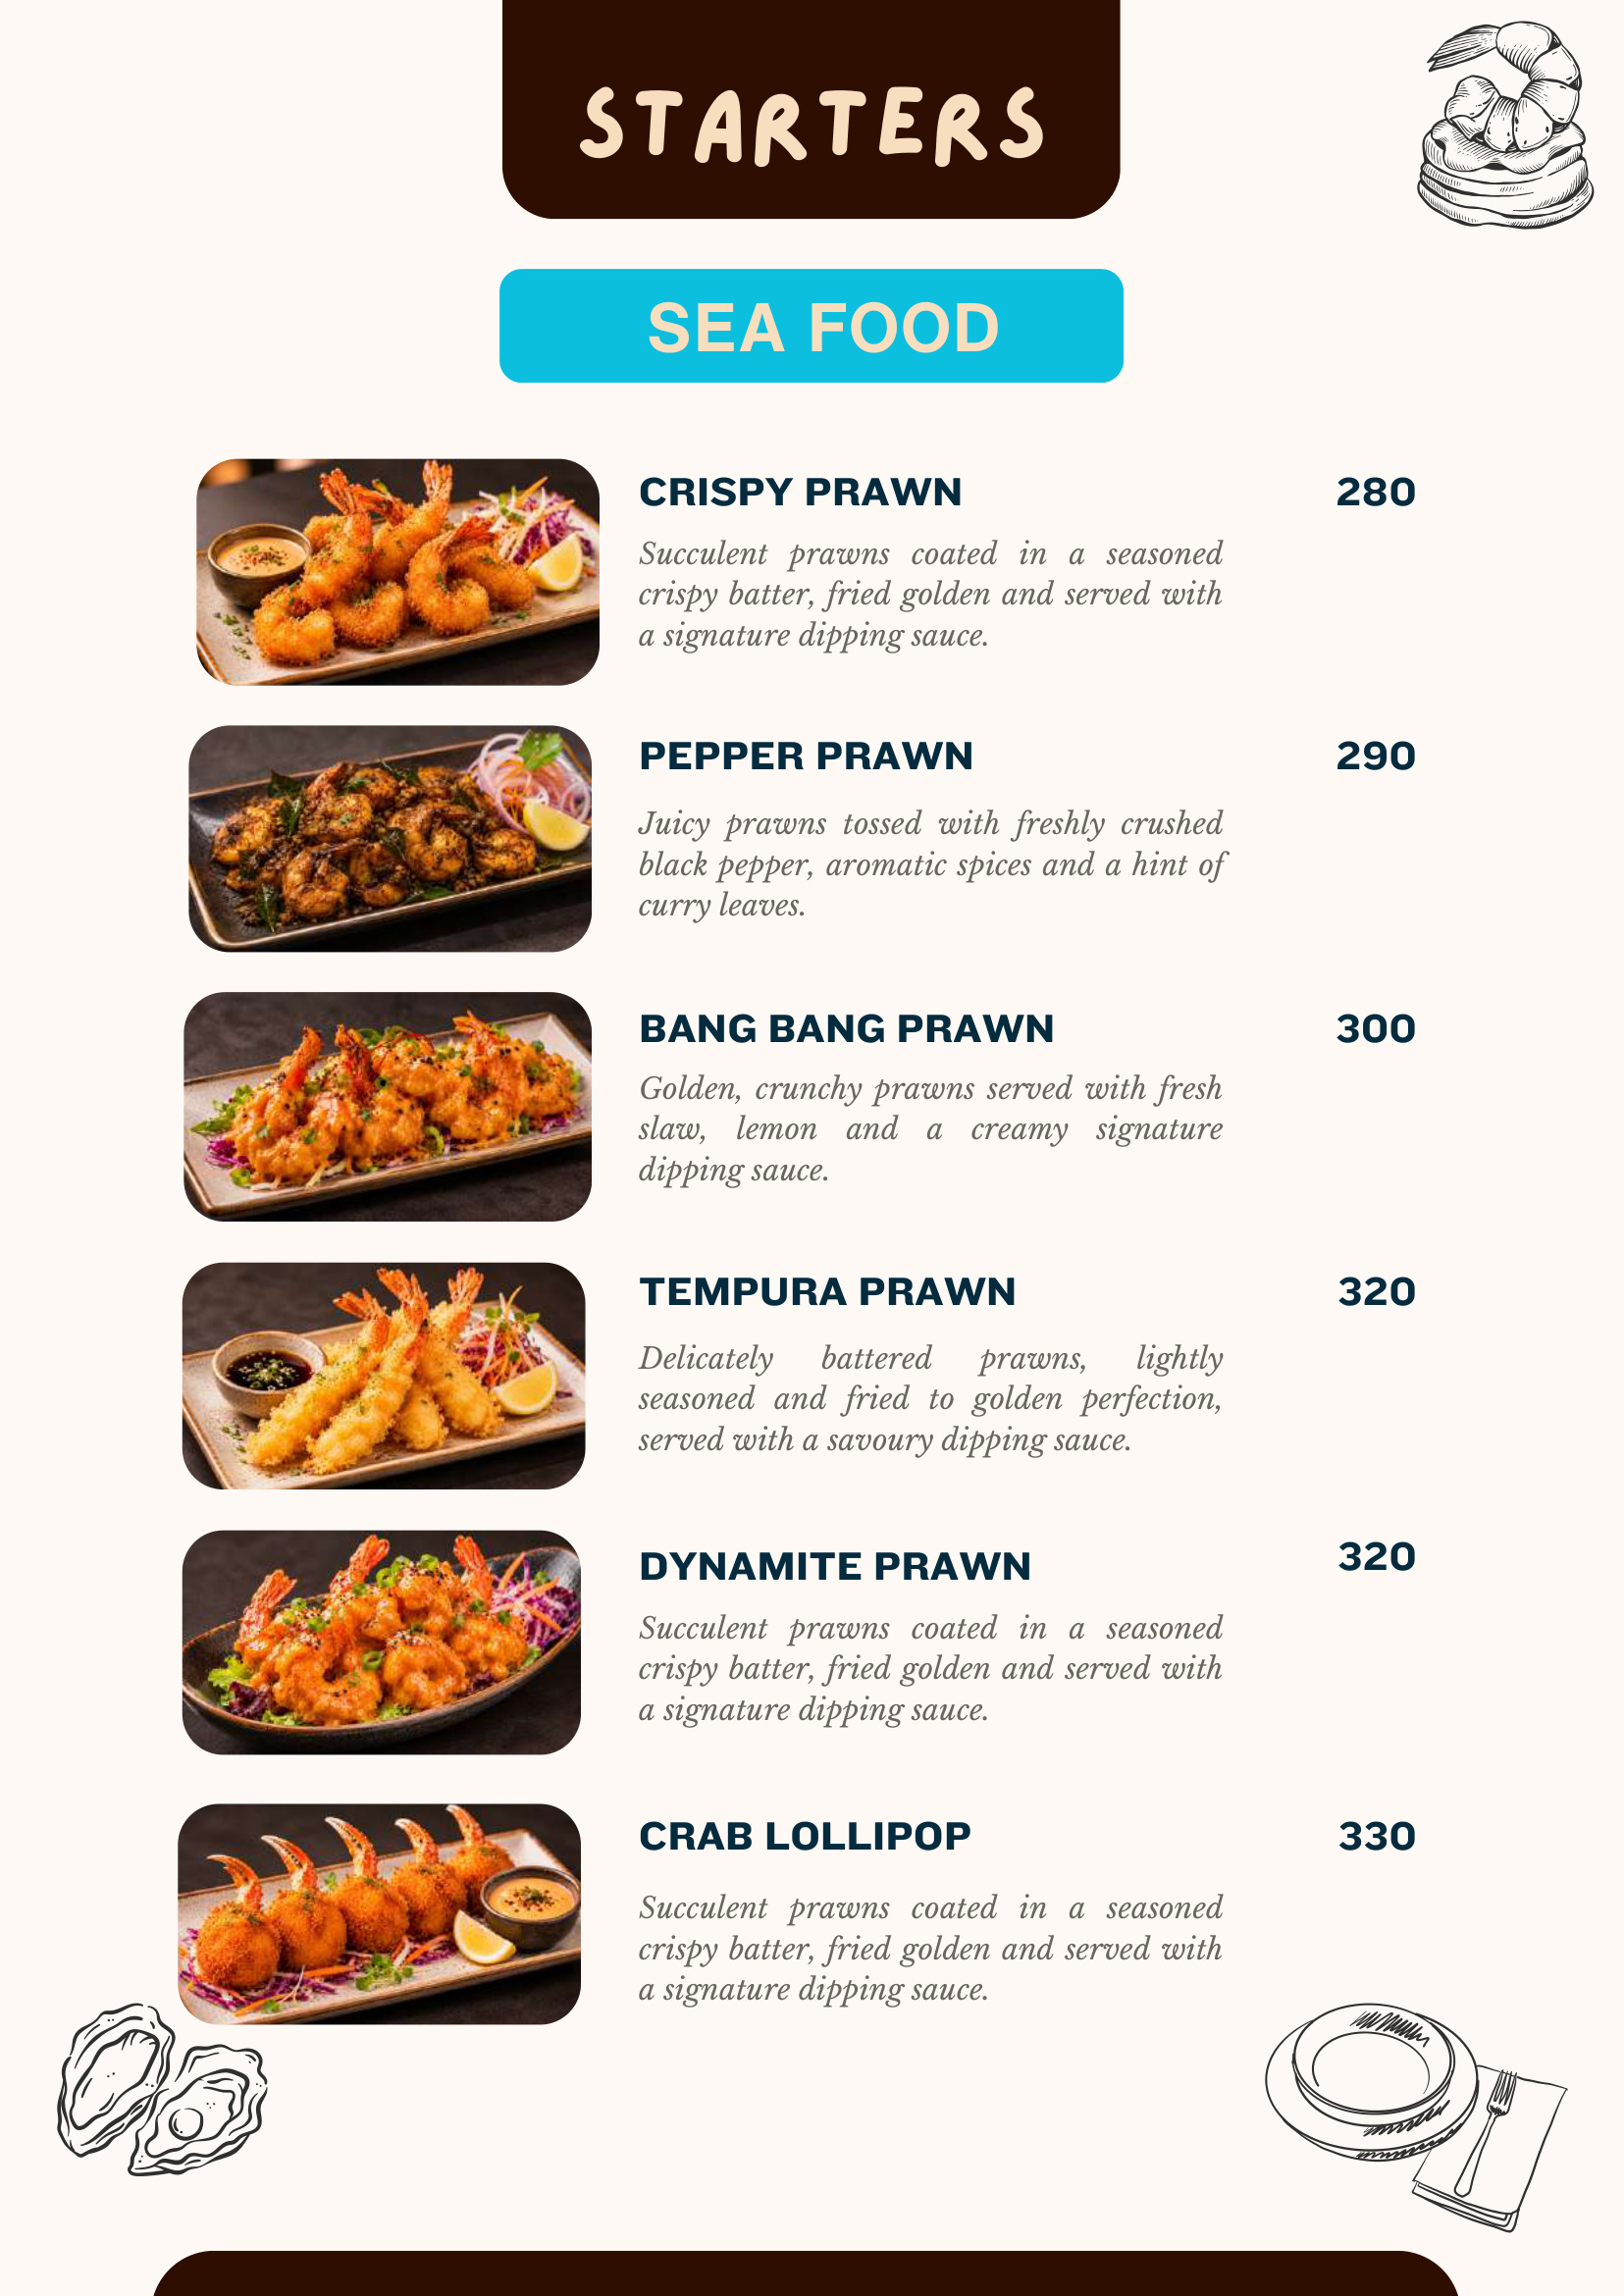 STARTERS
SEA FOOD
CRISPY PRAWN 280
Succulent prawns coated in a seasoned
crispy batter, fried golden and served with
a signature dipping sauce.
PEPPER PRAWN 290
Juicy prawns tossed with freshly crushed
black pepper, aromatic spices and a hint of
curry leaves.
BANG BANG PRAWN 300
Golden, crunchy prawns served with fresh
slaw, lemon and a creamy signature
dipping sauce.
TEMPURA PRAWN 320
Delicately battered prawns, lightly
seasoned and fried to golden perfection,
served with a savoury dipping sauce.
DYNAMITE PRAWN 320
Succulent prawns coated in a seasoned
crispy batter, fried golden and served with
a signature dipping sauce.
CRAB LOLLIPOP 330
Succulent prawns coated in a seasoned
crispy batter, fried golden and served with
a signature dipping sauce.